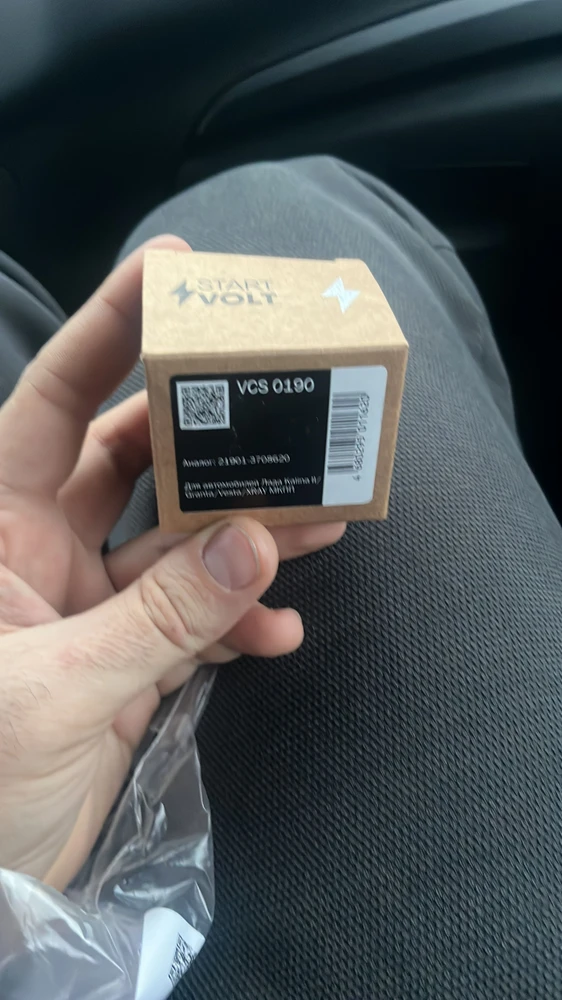 START
VOLT
VCS 0190
Аналог: 21901-3708620
Для автомобилей Лада Kalina II/
Granta/Vesta/XRAY МКПП